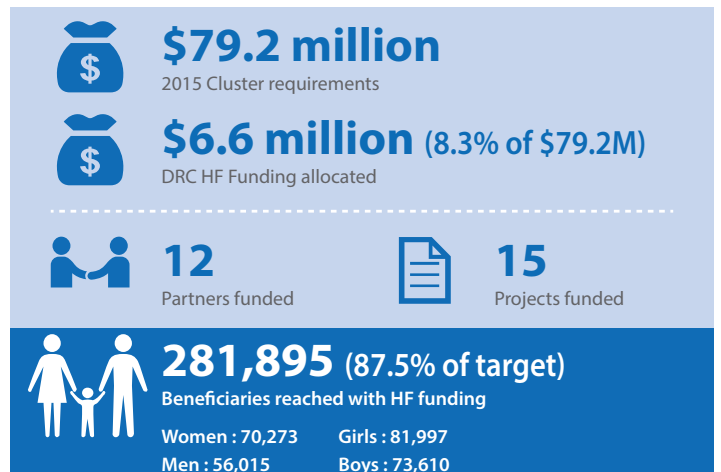 $
$79.2 million
2015 Cluster requirements
$
$6.6 million (8.3% of $79.2M)
DRC HF Funding allocated
12
Partners funded
15
Projects funded
281,895 (87.5% of target)
Beneficiaries reached with HF funding
Women : 70,273 Girls : 81,997
Men : 56,015 Boys : 73,610